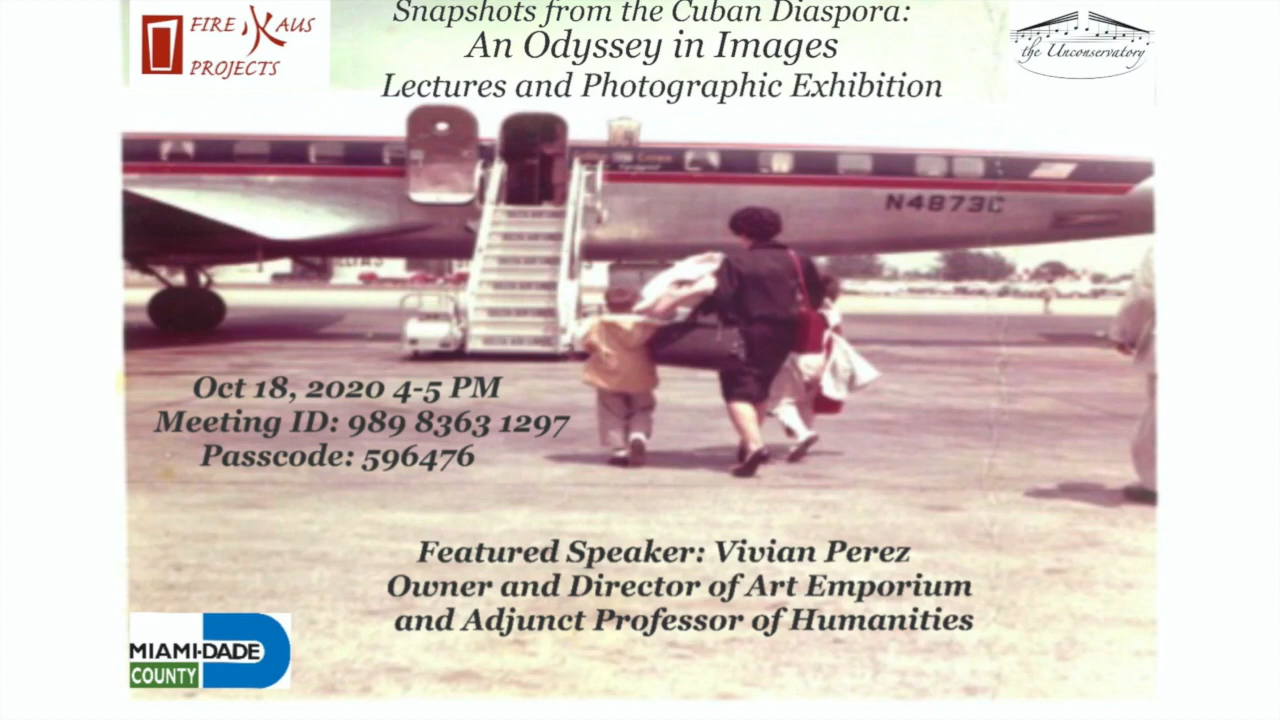 FIRE HAUS
PROJECTS
Snapshots from the Cuban Diaspora:
An Odyssey in Images
Lectures and Photographic Exhibition
the Unconservatory
N4873C
Oct 18, 2020 4-5 PM
Meeting ID: 989 8363 1297
Passcode: 596476
Featured Speaker: Vivian Perez
Owner and Director of Art Emporium
and Adjunct Professor of Humanities
MIAMI-DADE
COUNTY